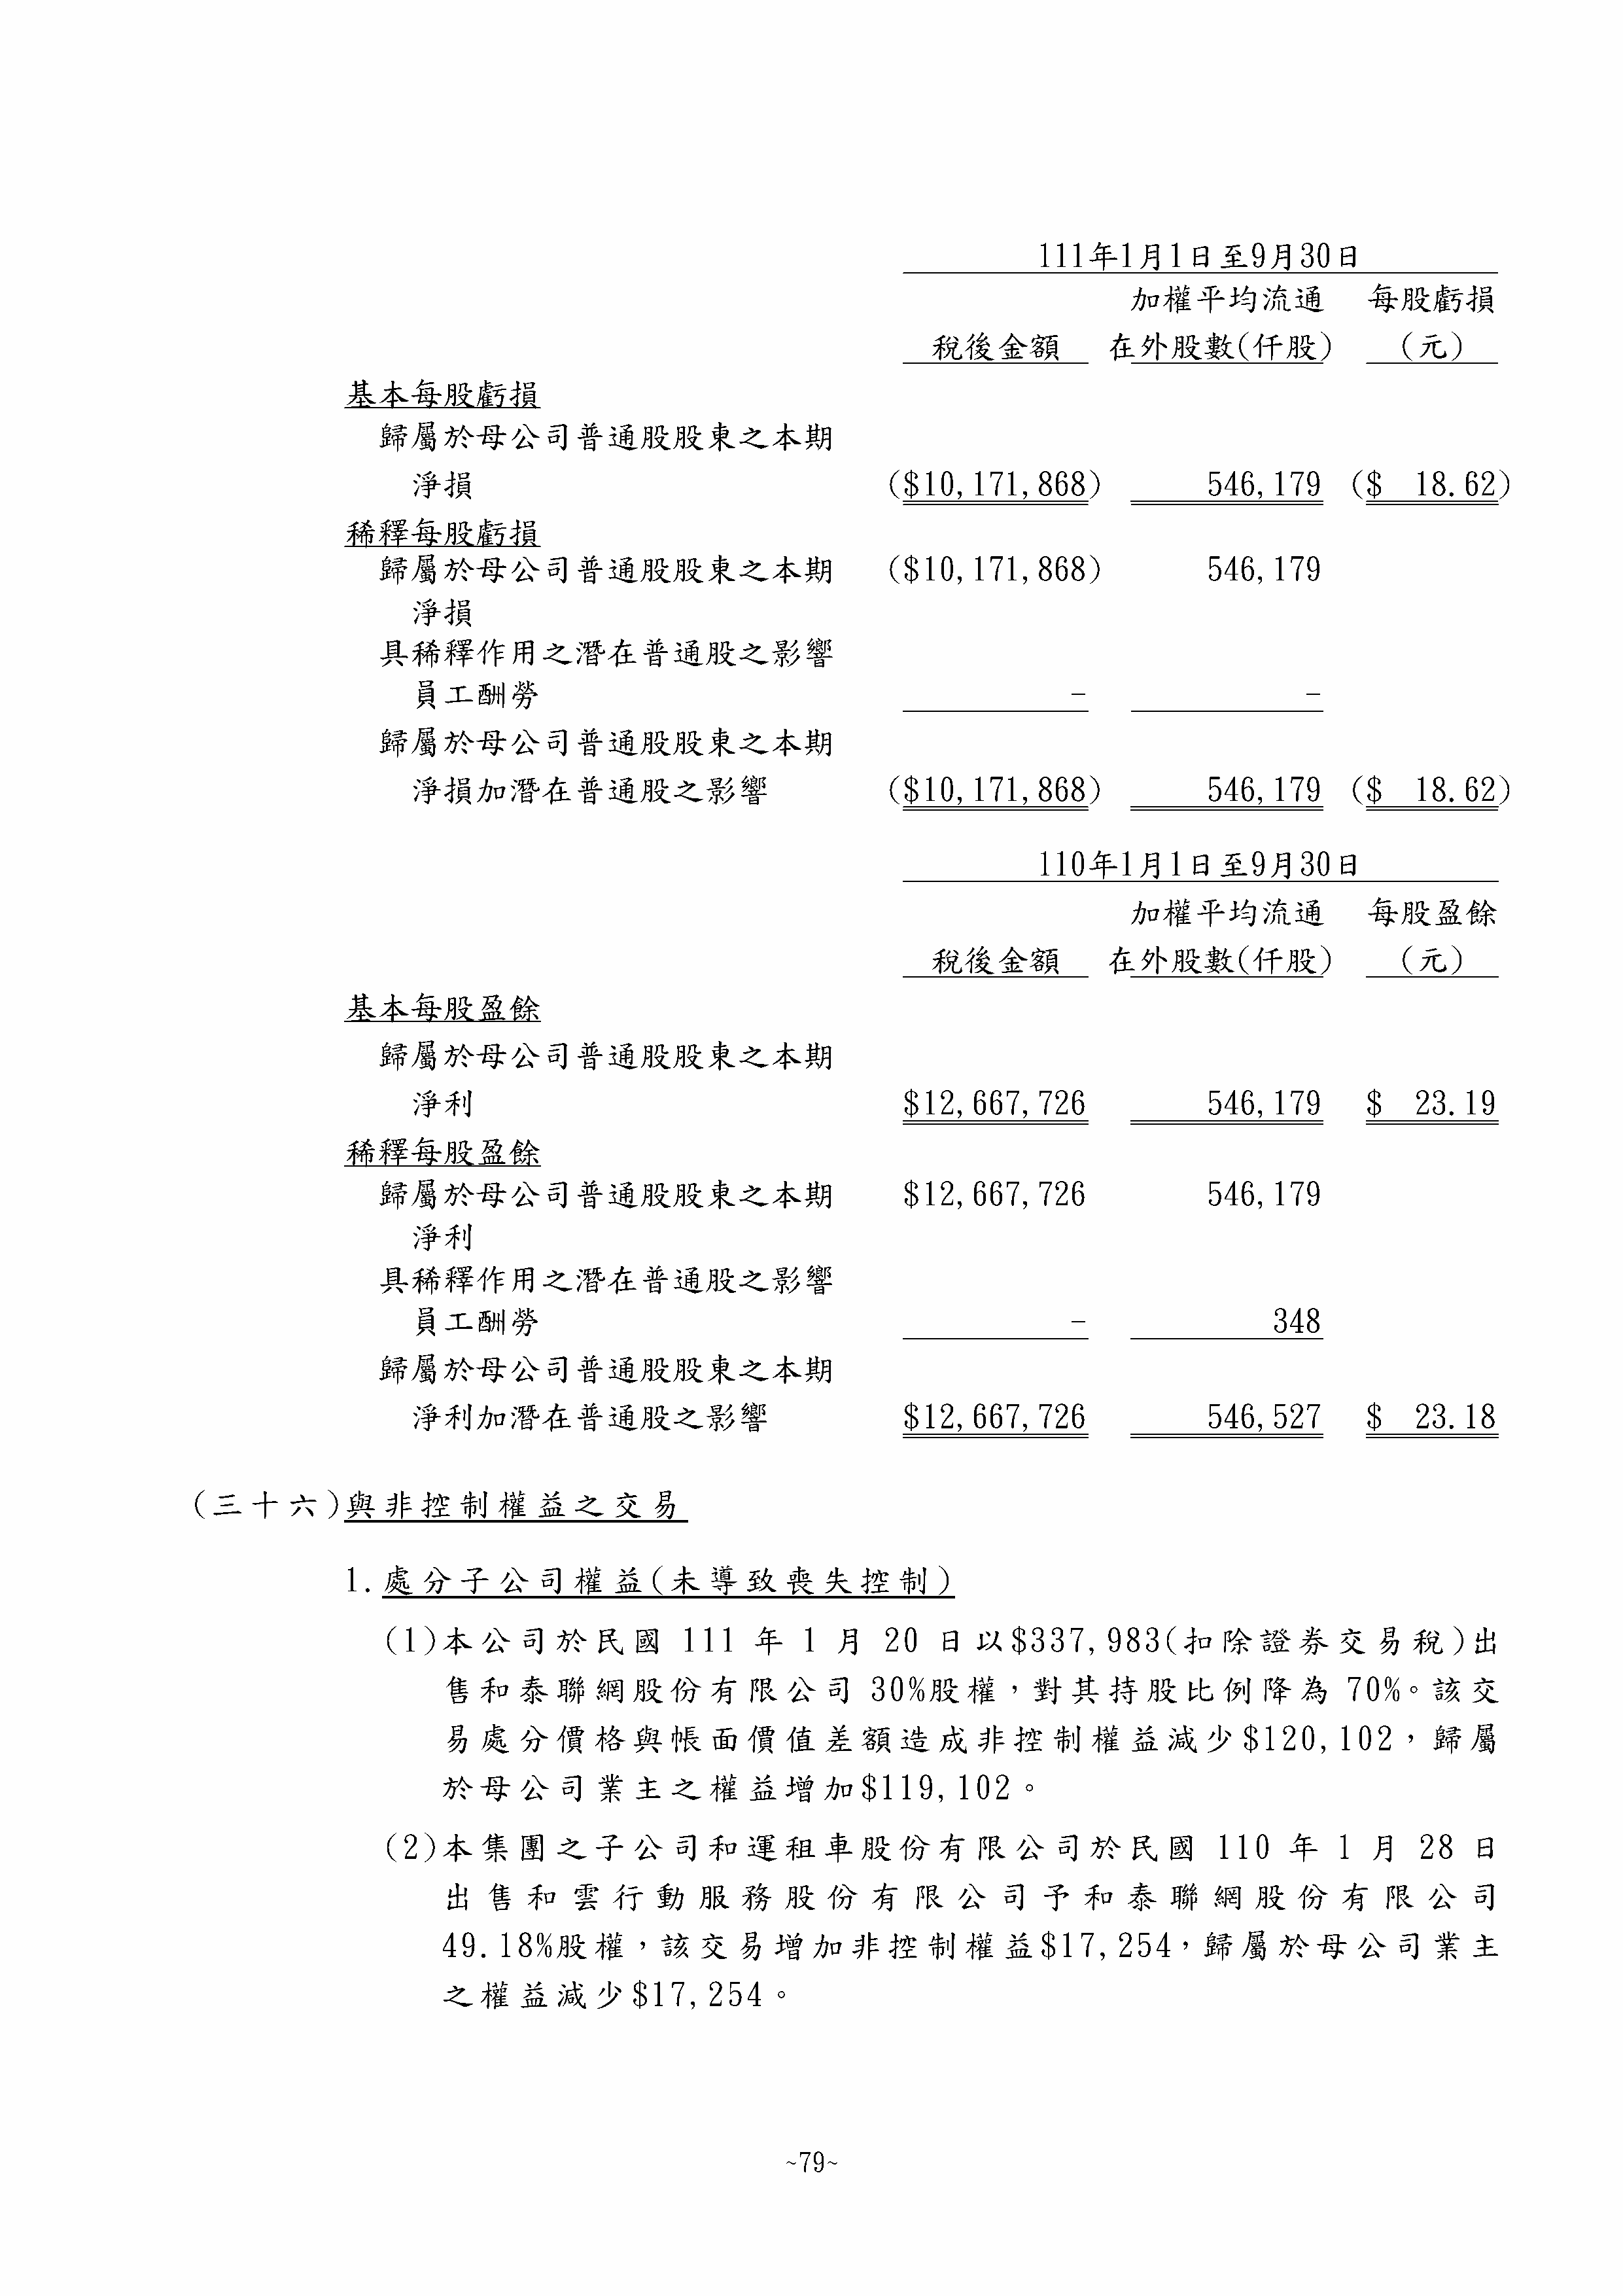 111年1月1日至9月30日
加權平均流通 每股虧損
稅後金額 在外股數(仟股) (元)
基本每股虧損
歸屬於母公司普通股股東之本期
淨損 ($10,171,868) 546,179 ($ 18.62)
稀釋每股虧損
歸屬於母公司普通股股東之本期 ($10,171,868) 546,179
淨損
具稀釋作用之潛在普通股之影響
員工酬勞 - -
歸屬於母公司普通股股東之本期
淨損加潛在普通股之影響 ($10,171,868) 546,179 ($ 18.62)
110年1月1日至9月30日
加權平均流通 每股盈餘
稅後金額 在外股數(仟股) (元)
基本每股盈餘
歸屬於母公司普通股股東之本期
淨利 $12,667,726 546,179 $ 23.19
稀釋每股盈餘
歸屬於母公司普通股股東之本期 $12,667,726 546,179
淨利
具稀釋作用之潛在普通股之影響
員工酬勞 - 348
歸屬於母公司普通股股東之本期
淨利加潛在普通股之影響 $12,667,726 546,527 $ 23.18
(三十六)與非控制權益之交易
1.處分子公司權益(未導致喪失控制)
(1)本公司於民國 111 年 1 月 20 日以$337,983(扣除證券交易稅)出
售和泰聯網股份有限公司 30%股權，對其持股比例降為 70%。該交
易處分價格與帳面價值差額造成非控制權益減少$120,102，歸屬
於母公司業主之權益增加$119,102。
(2)本集團之子公司和運租車股份有限公司於民國 110 年 1 月 28 日
出售和雲行動服務股份有限公司予和泰聯網股份有限公司
49.18%股權，該交易增加非控制權益$17,254，歸屬於母公司業主
之權益減少$17,254。
~79~